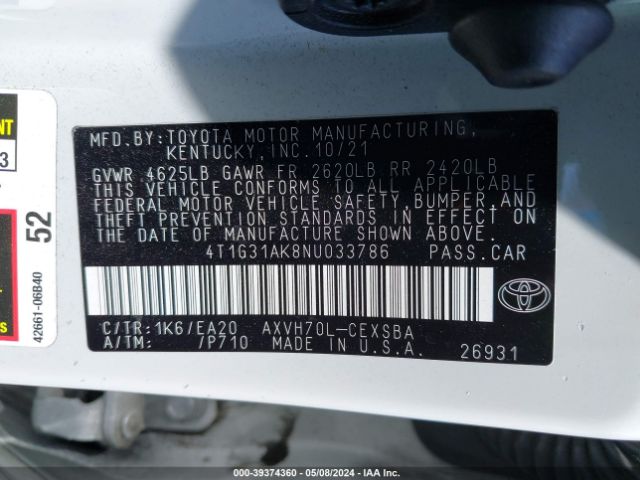 MFD.BY:TOYOTA MOTOR MANUFACTURING,
KENTUCKY,INC.10/21
GVWR 4625LB GAWR FR 2620LB RR 2420LB
THIS VEHICLE CONFORMS TO ALL APPLICABLE
FEDERAL MOTOR VEHICLE SAFETY, BUMPER, AND
THEFT PREVENTION STANDARDS IN EFFECT ON
THE DATE OF MANUFACTURE SHOWN ABOVE.
4T1G31AK8NU033786 PASS.CAR
C/TR:1K6/EA20 AXVH70L-CEXSBA
A/TM: /P710 MADE IN U.S.A. 26931
52
42661-06B40
NT
3
s
000-39374360 - 05/08/2024 - IAA Inc.